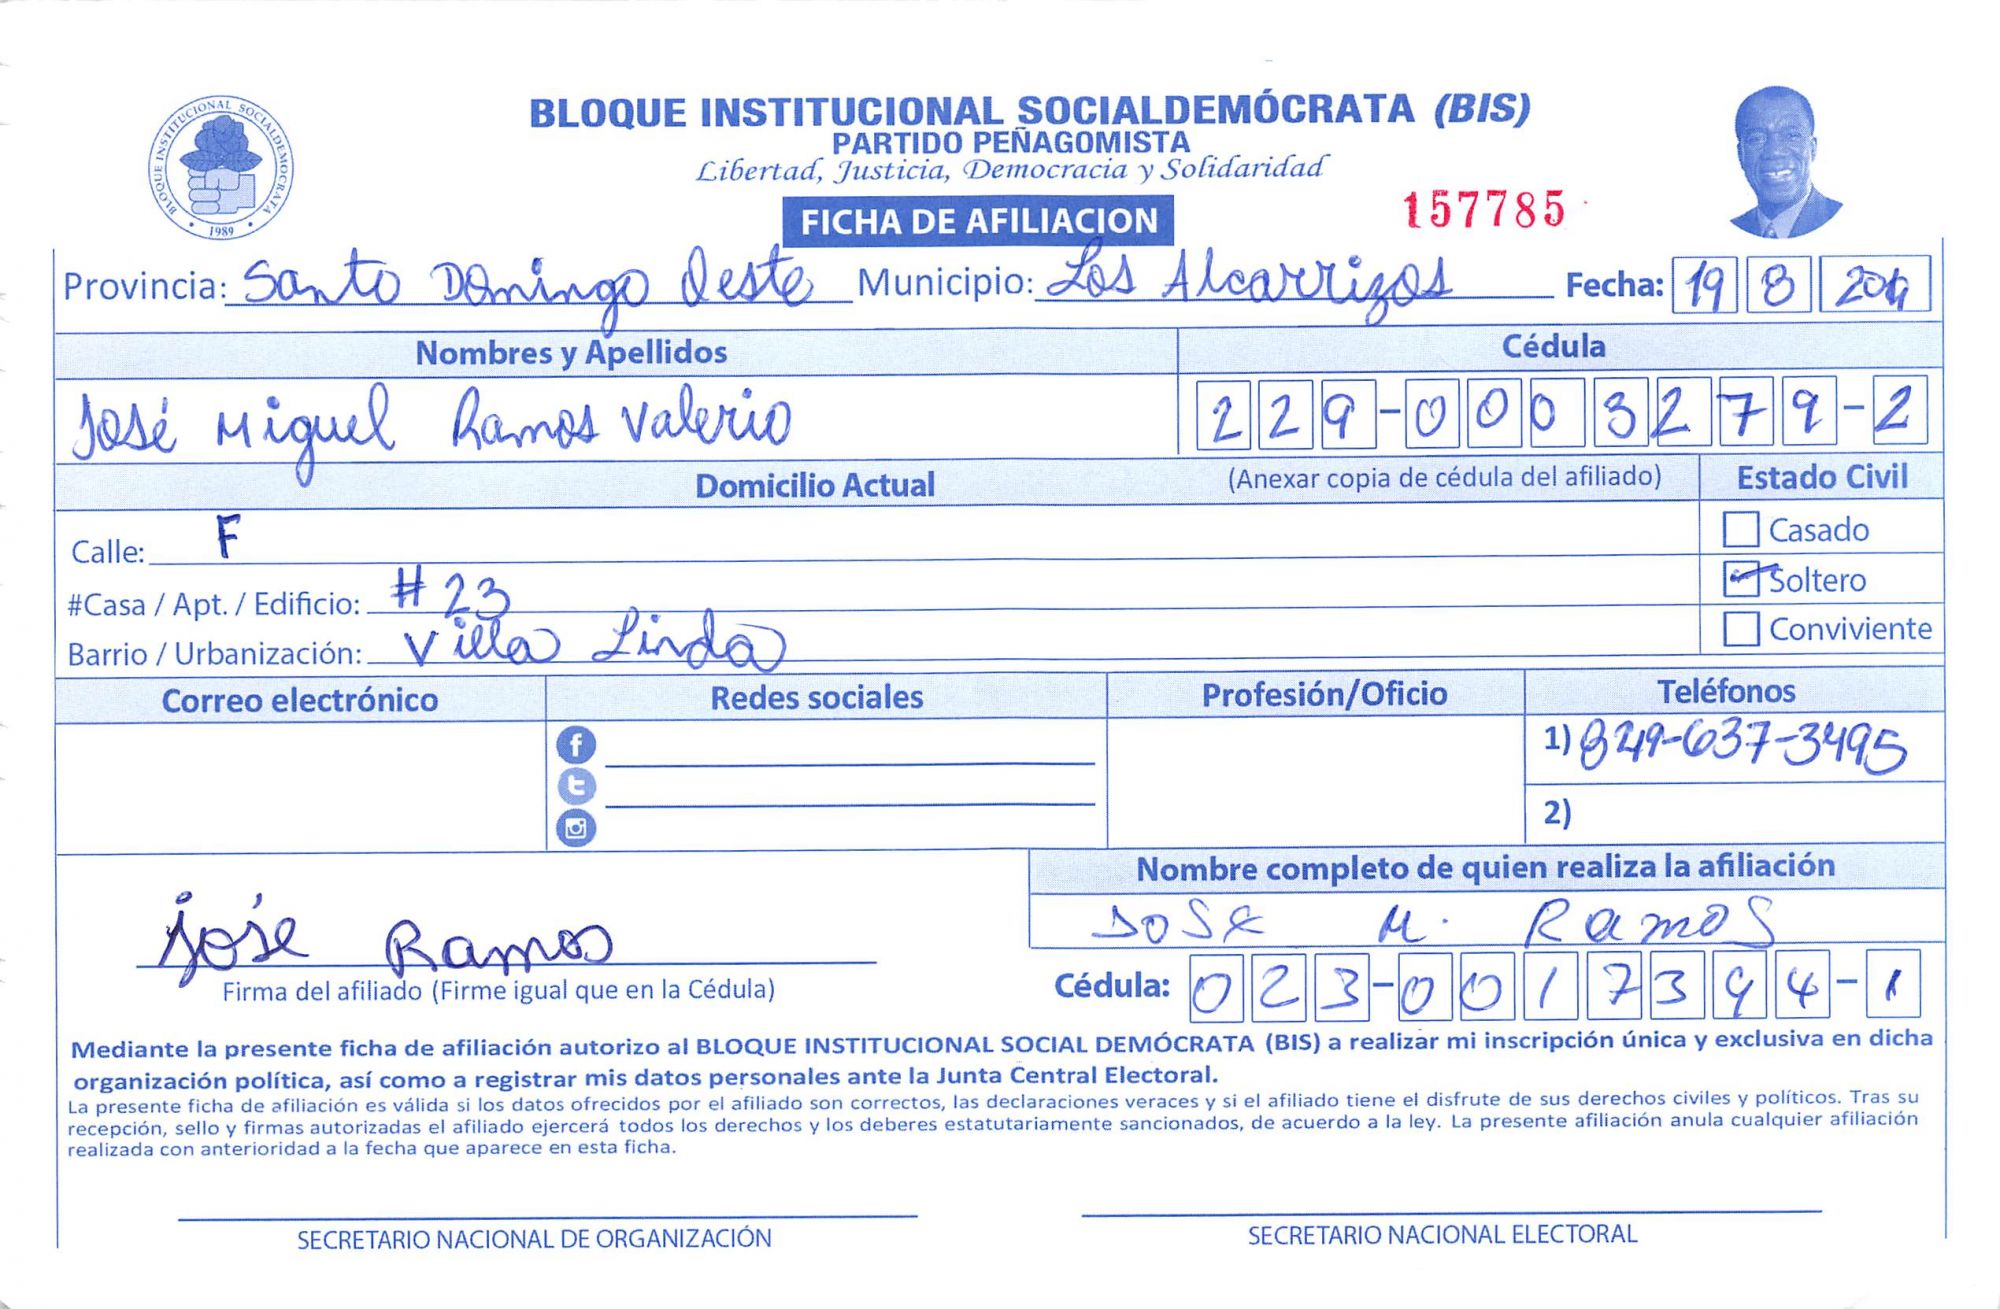 BLOQUE INSTITUCIONAL SOCIALDEMÓCRATA (BIS)
PARTIDO PEÑAGOMISTA
Libertad, Justicia, Democracia y Solidaridad
BLOQUE INSTITUCIONAL SOCIALDEMOCRATA
1989
FICHA DE AFILIACION
157785
Provincia: Santo Domingo Oeste Municipio: Los Alcarrizos Fecha: 19 8 2019
Nombres y Apellidos Cédula
José Miguel Ramos Valerio 229-0003279-2
Domicilio Actual (Anexar copia de cédula del afiliado) Estado Civil
Calle: F
Casado
#Casa / Apt. / Edificio: #23
Soltero
Barrio / Urbanización: Villa Linda
Conviviente
Correo electrónico Redes sociales Profesión/Oficio Teléfonos
1) 849-637-3495
2)
Nombre completo de quien realiza la afiliación
José Ramos
JOSE M. RAMOS
Firma del afiliado (Firme igual que en la Cédula)
Cédula: 023-0017394-1
Mediante la presente ficha de afiliación autorizo al BLOQUE INSTITUCIONAL SOCIAL DEMÓCRATA (BIS) a realizar mi inscripción única y exclusiva en dicha
organización política, así como a registrar mis datos personales ante la Junta Central Electoral.
La presente ficha de afiliación es válida si los datos ofrecidos por el afiliado son correctos, las declaraciones veraces y si el afiliado tiene el disfrute de sus derechos civiles y políticos. Tras su
recepción, sello y firmas autorizadas el afiliado ejercerá todos los derechos y los deberes estatutariamente sancionados, de acuerdo a la ley. La presente afiliación anula cualquier afiliación
realizada con anterioridad a la fecha que aparece en esta ficha.
SECRETARIO NACIONAL DE ORGANIZACIÓN SECRETARIO NACIONAL ELECTORAL